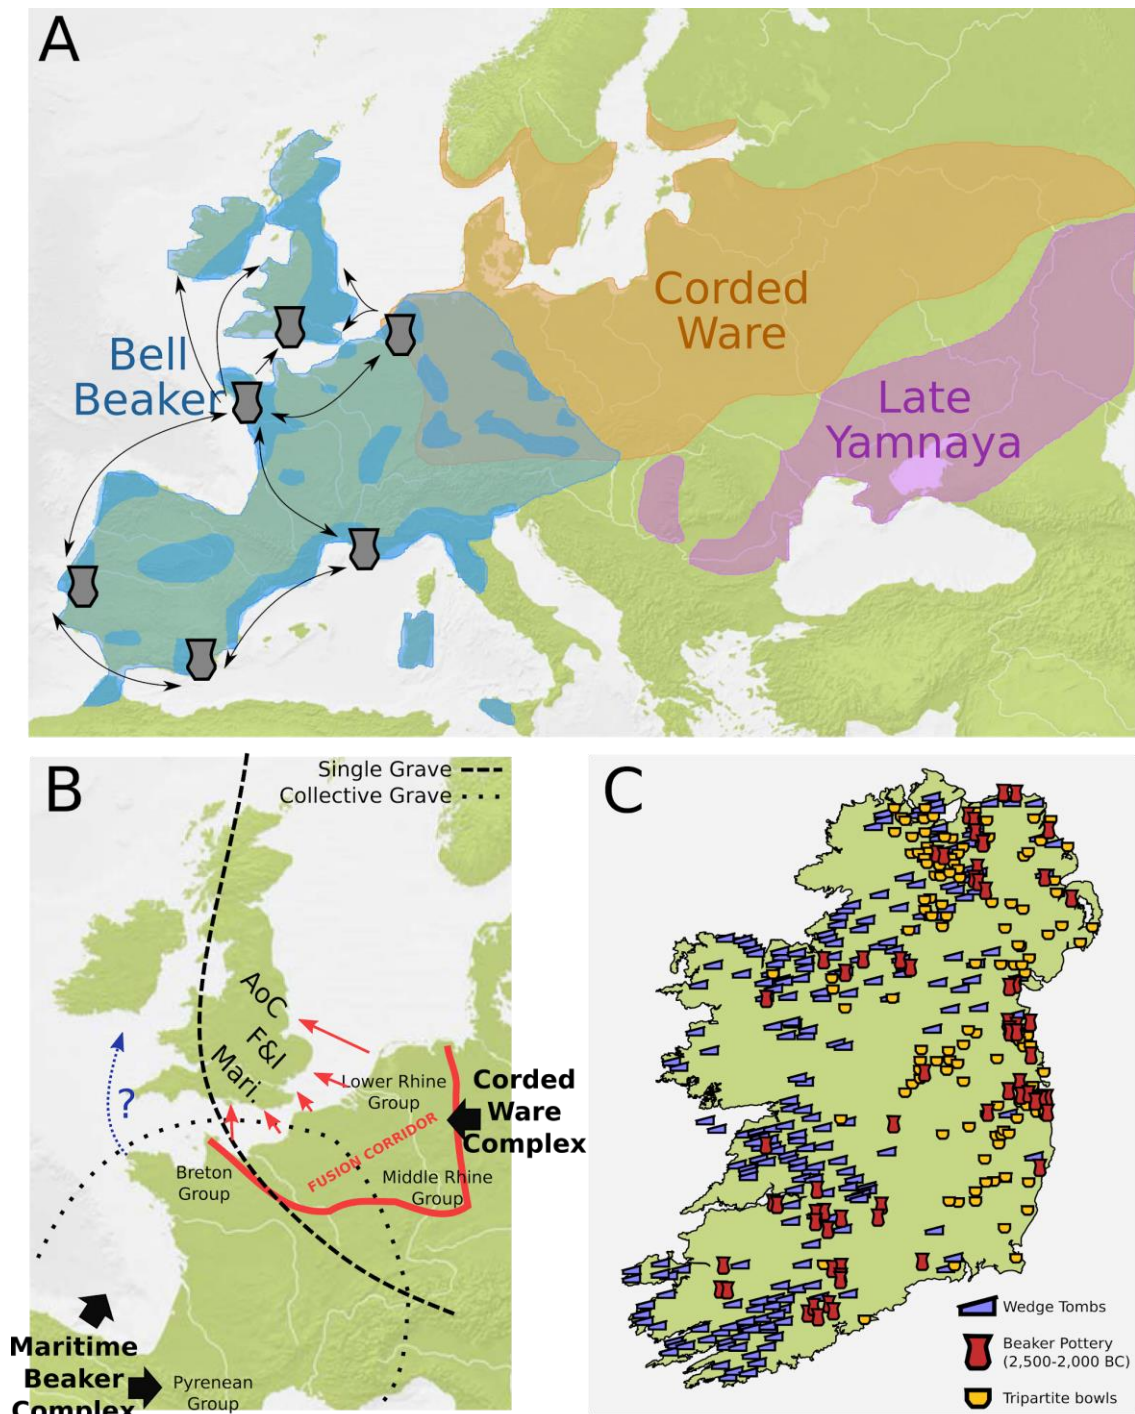 A
Bell
Beaker
Corded
Ware
Late
Yamnaya
B
Single Grave
Collective Grave
AoC
F&I
Mari.
?
Lower Rhine
Group
Corded
Ware
Complex
FUSION CORRIDOR
Breton
Group
Middle Rhine
Group
Maritime
Beaker
Complex
Pyrenean
Group
C
Wedge Tombs
Beaker Pottery
(2,500-2,000 BC)
Tripartite bowls